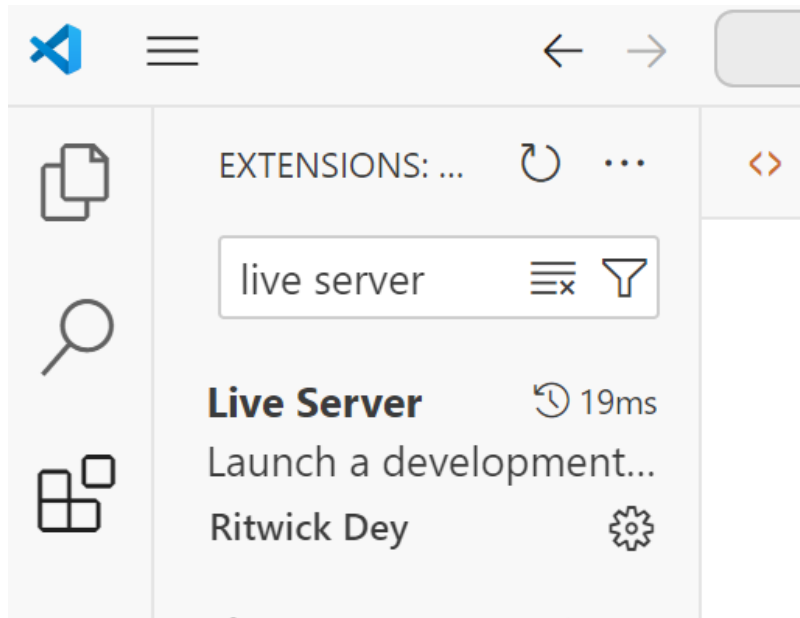 EXTENSIONS: ...
live server
Live Server 19ms
Launch a development...
Ritwick Dey